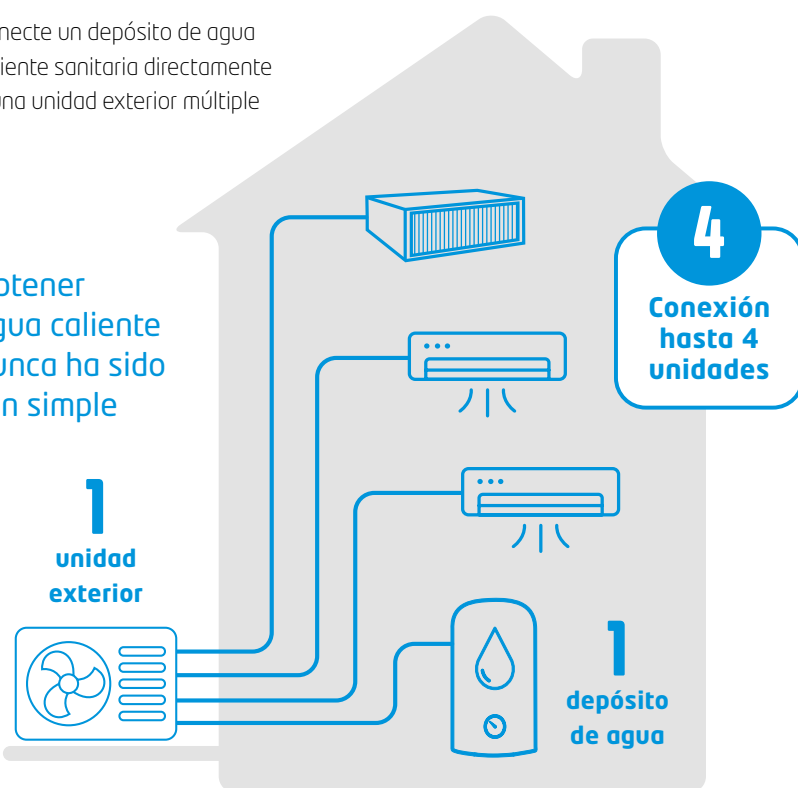 necte un depósito de agua
iente sanitaria directamente
una unidad exterior múltiple
otener
gua caliente
unca ha sido
n simple
4
Conexión
hasta 4
unidades
1
unidad
exterior
1
depósito
de agua